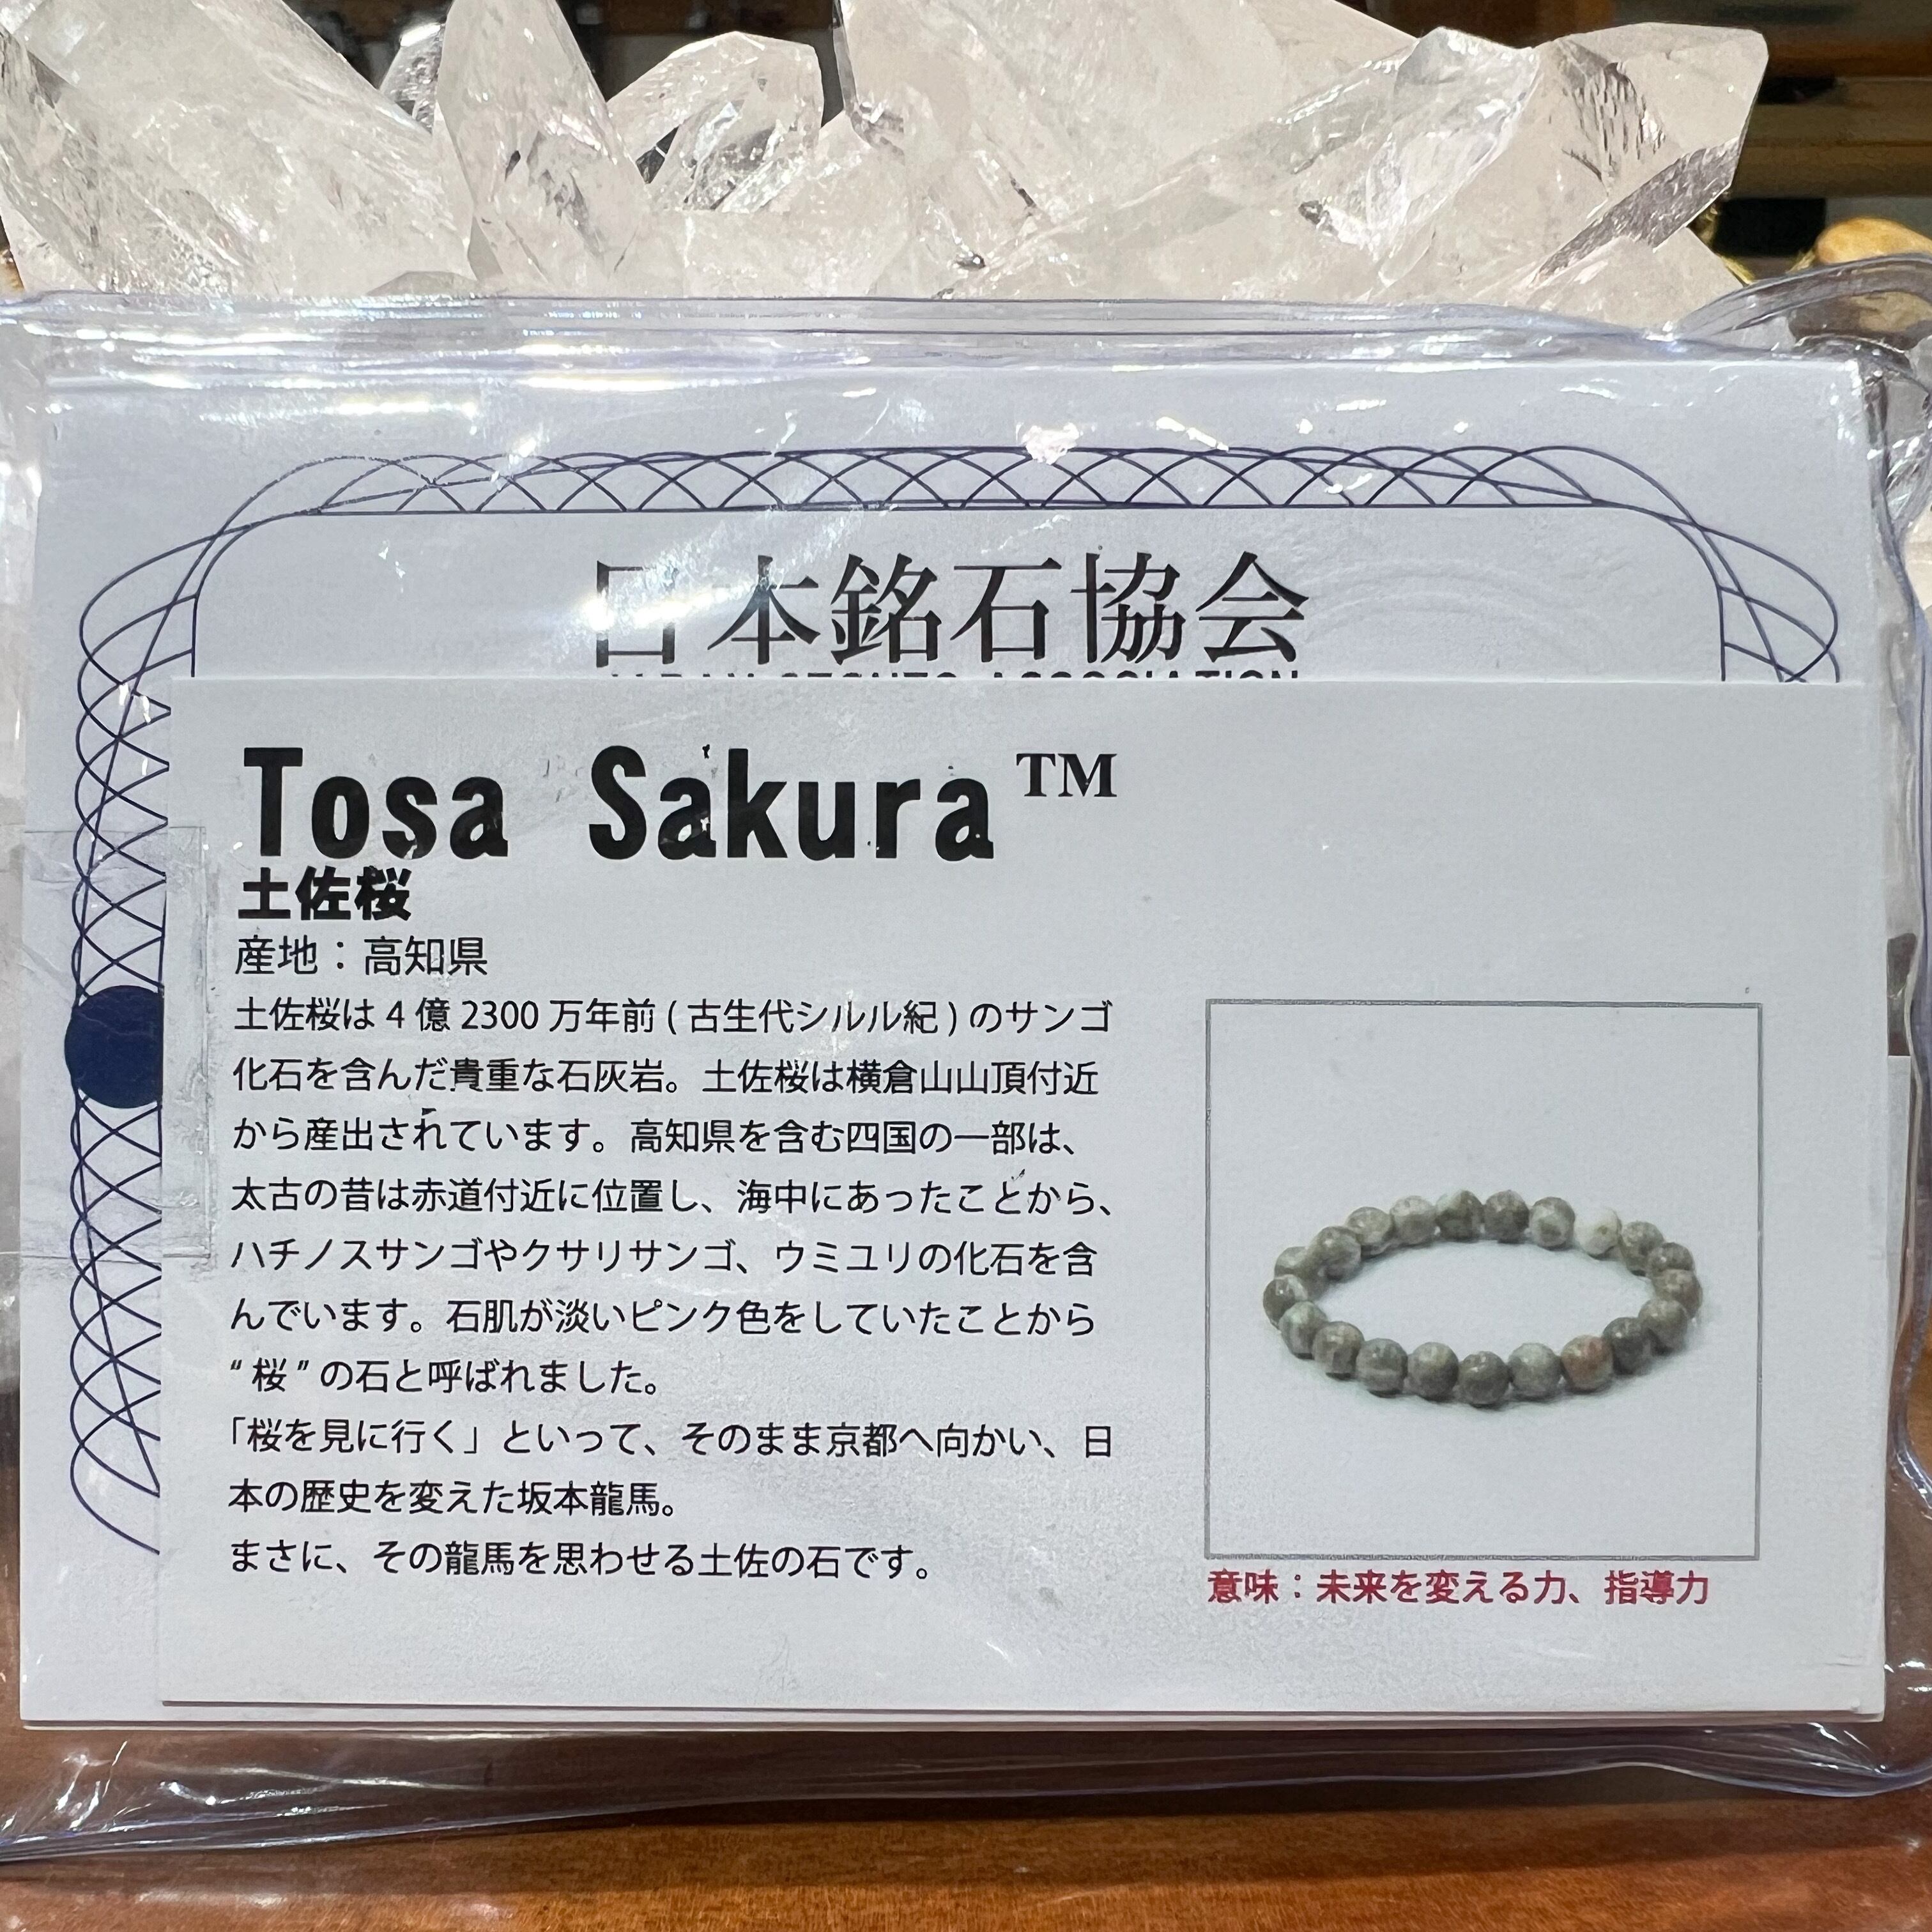 日本銘石協会
JAPAN STONES ASSOCIATION
Tosa Sakura™
土佐桜
産地：高知県
土佐桜は 4 億 2300 万年前 ( 古生代シルル紀 ) のサンゴ
化石を含んだ貴重な石灰岩。土佐桜は横倉山山頂付近
から産出されています。高知県を含む四国の一部は、
太古の昔は赤道付近に位置し、海中にあったことから、
ハチノスサンゴやクサリサンゴ、ウミユリの化石を含
んでいます。石肌が淡いピンク色をしていたことから
“ 桜 ” の石と呼ばれました。
「桜を見に行く」といって、そのまま京都へ向かい、日
本の歴史を変えた坂本龍馬。
まさに、その龍馬を思わせる土佐の石です。
意味：未来を変える力、指導力